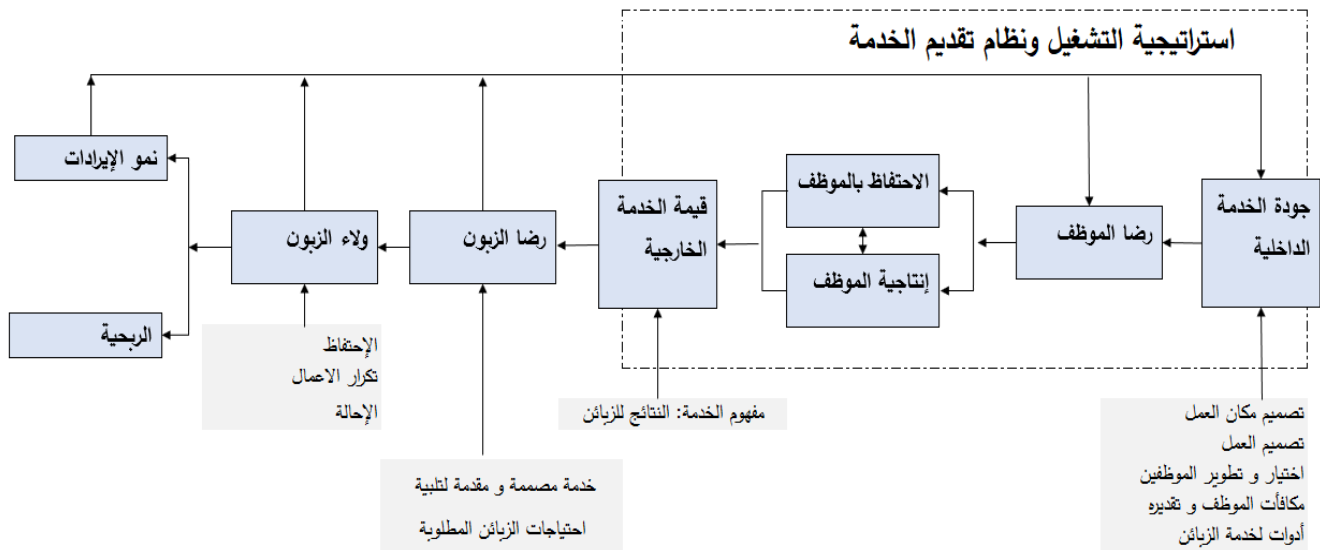 استراتيجية التشغيل ونظام تقديم الخدمة
جودة الخدمة
الداخلية
رضا الموظف
الاحتفاظ بالموظف
إنتاجية الموظف
قيمة الخدمة
الخارجية
رضا الزبون
ولاء الزبون
نمو الإيرادات
الربحية
تصميم مكان العمل
تصميم العمل
اختيار و تطوير الموظفين
مكافأت الموظف و تقديره
أدوات لخدمة الزبائن
مفهوم الخدمة: النتائج للزبائن
خدمة مصممة و مقدمة لتلبية
احتياجات الزبائن المطلوبة
الإحتفاظ
تكرار الاعمال
الإحالة